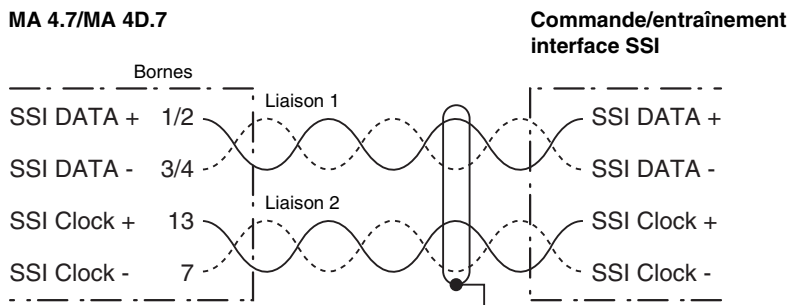 MA 4.7/MA 4D.7
Commande/entraînement
interface SSI
Bornes
Liaison 1
SSI DATA + 1/2
SSI DATA +
SSI DATA - 3/4
SSI DATA -
Liaison 2
SSI Clock + 13
SSI Clock +
SSI Clock - 7
SSI Clock -